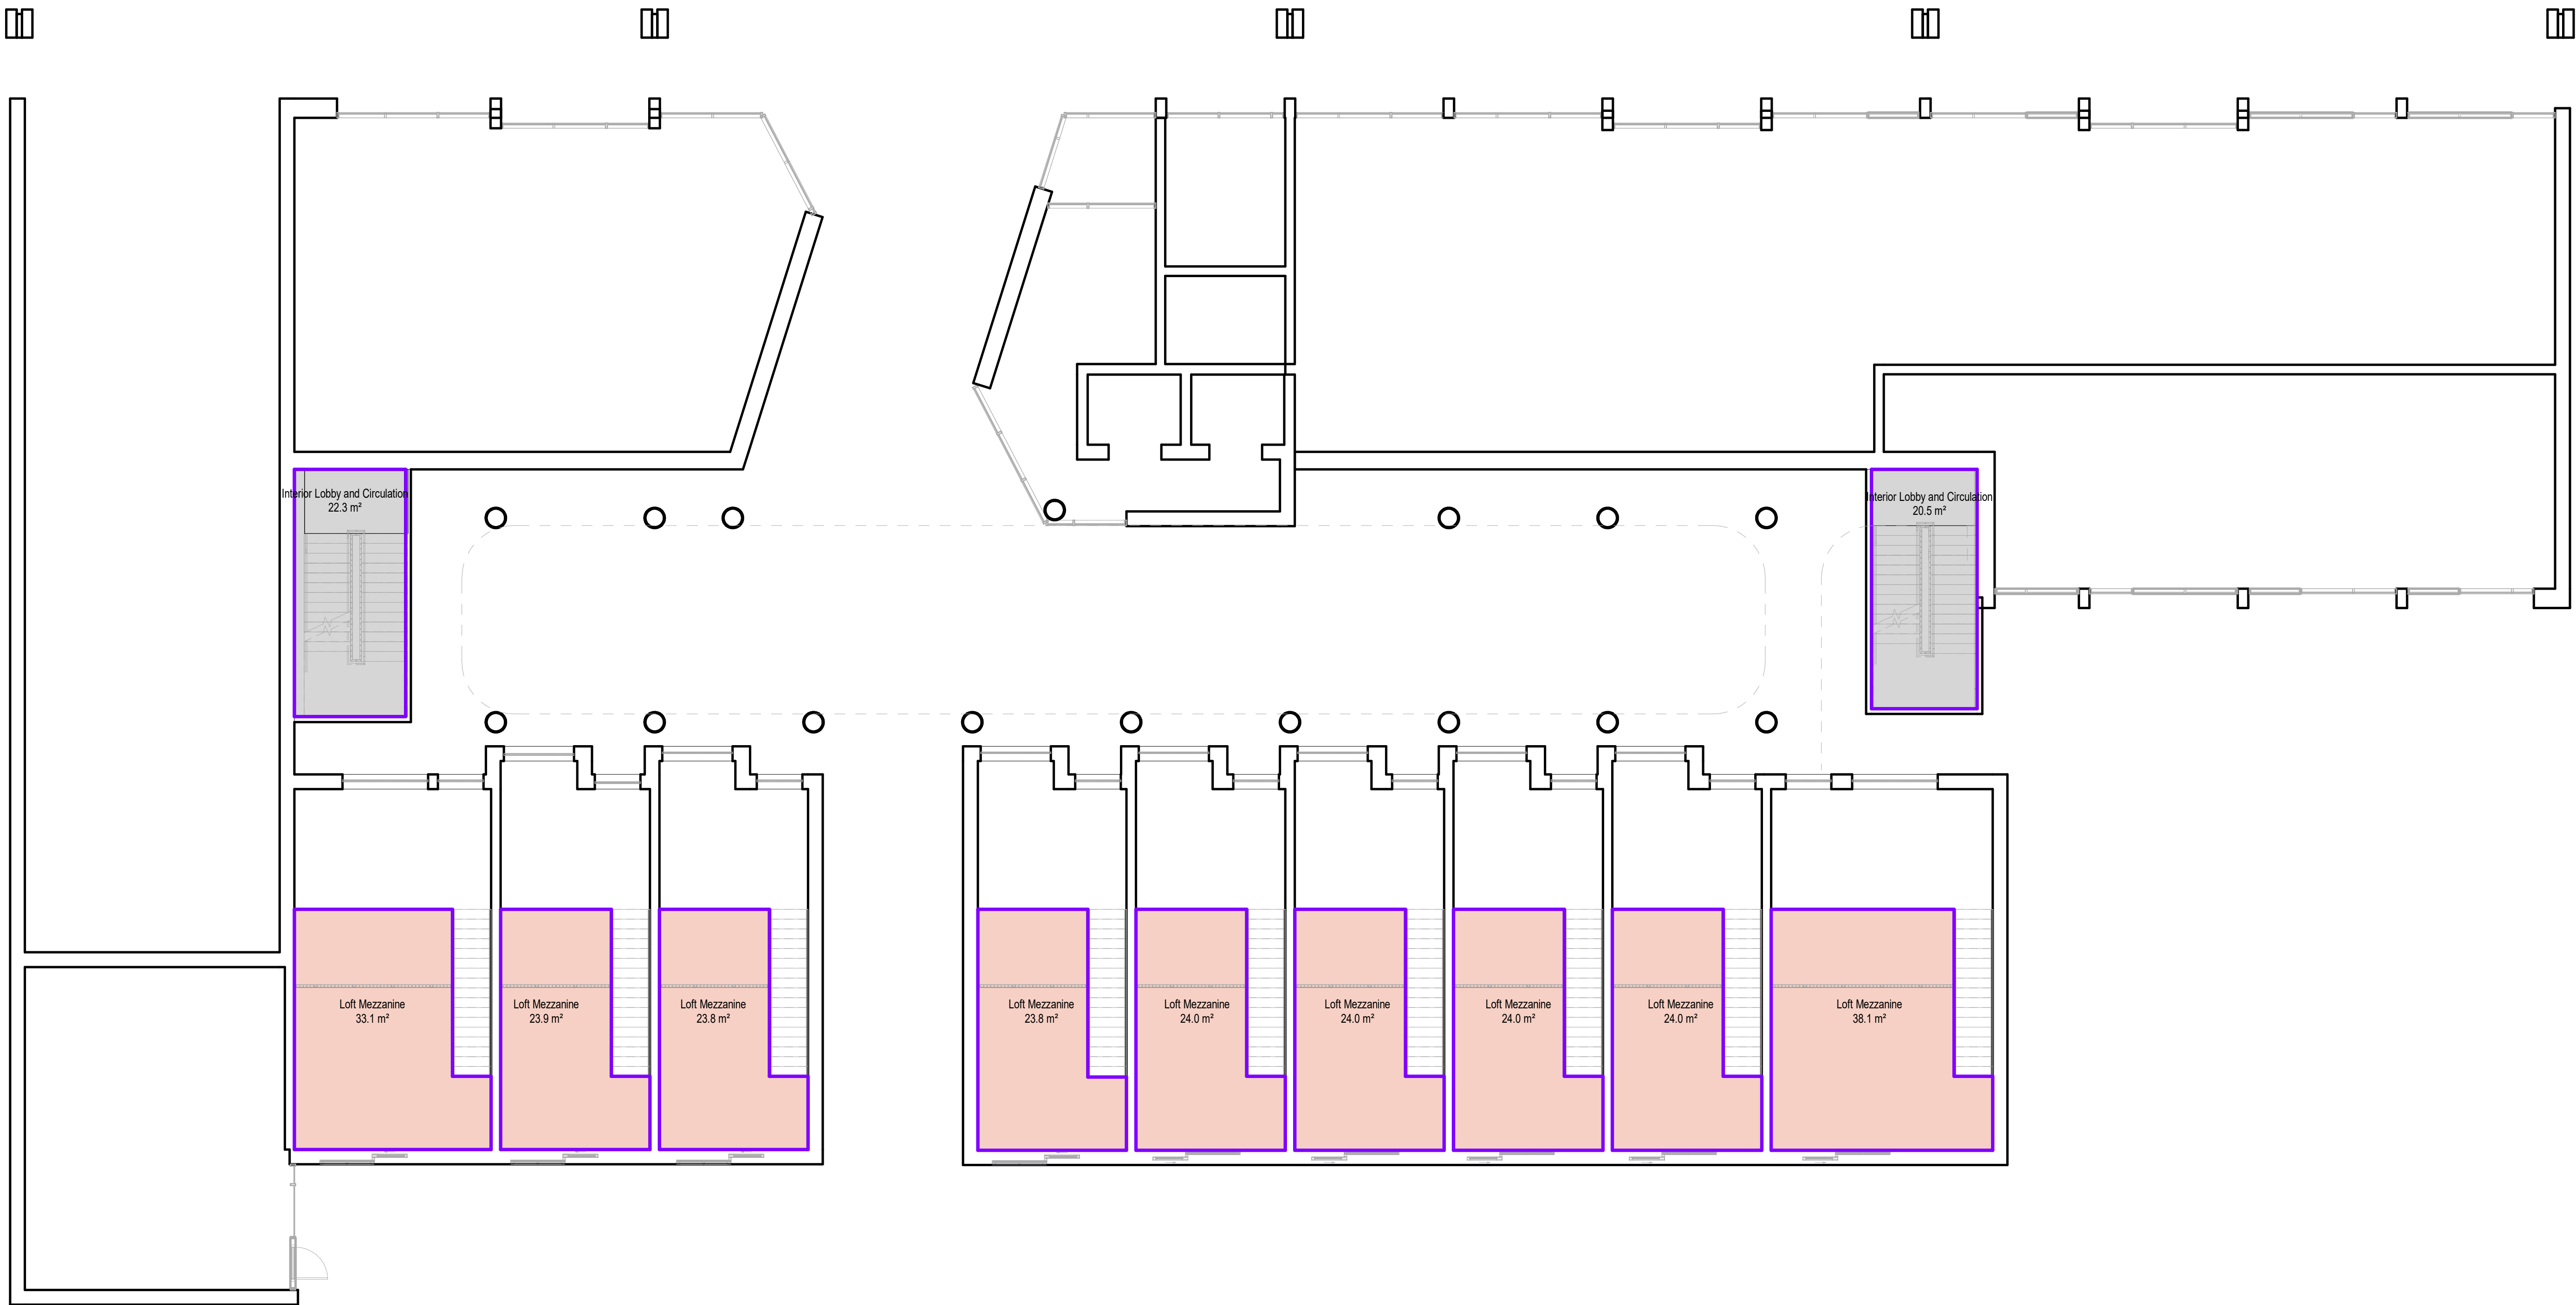 Interior Lobby and Circulation
22.3 m²
Interior Lobby and Circulation
20.5 m²
Loft Mezzanine
33.1 m²
Loft Mezzanine
23.9 m²
Loft Mezzanine
23.8 m²
Loft Mezzanine
23.8 m²
Loft Mezzanine
24.0 m²
Loft Mezzanine
24.0 m²
Loft Mezzanine
24.0 m²
Loft Mezzanine
24.0 m²
Loft Mezzanine
38.1 m²